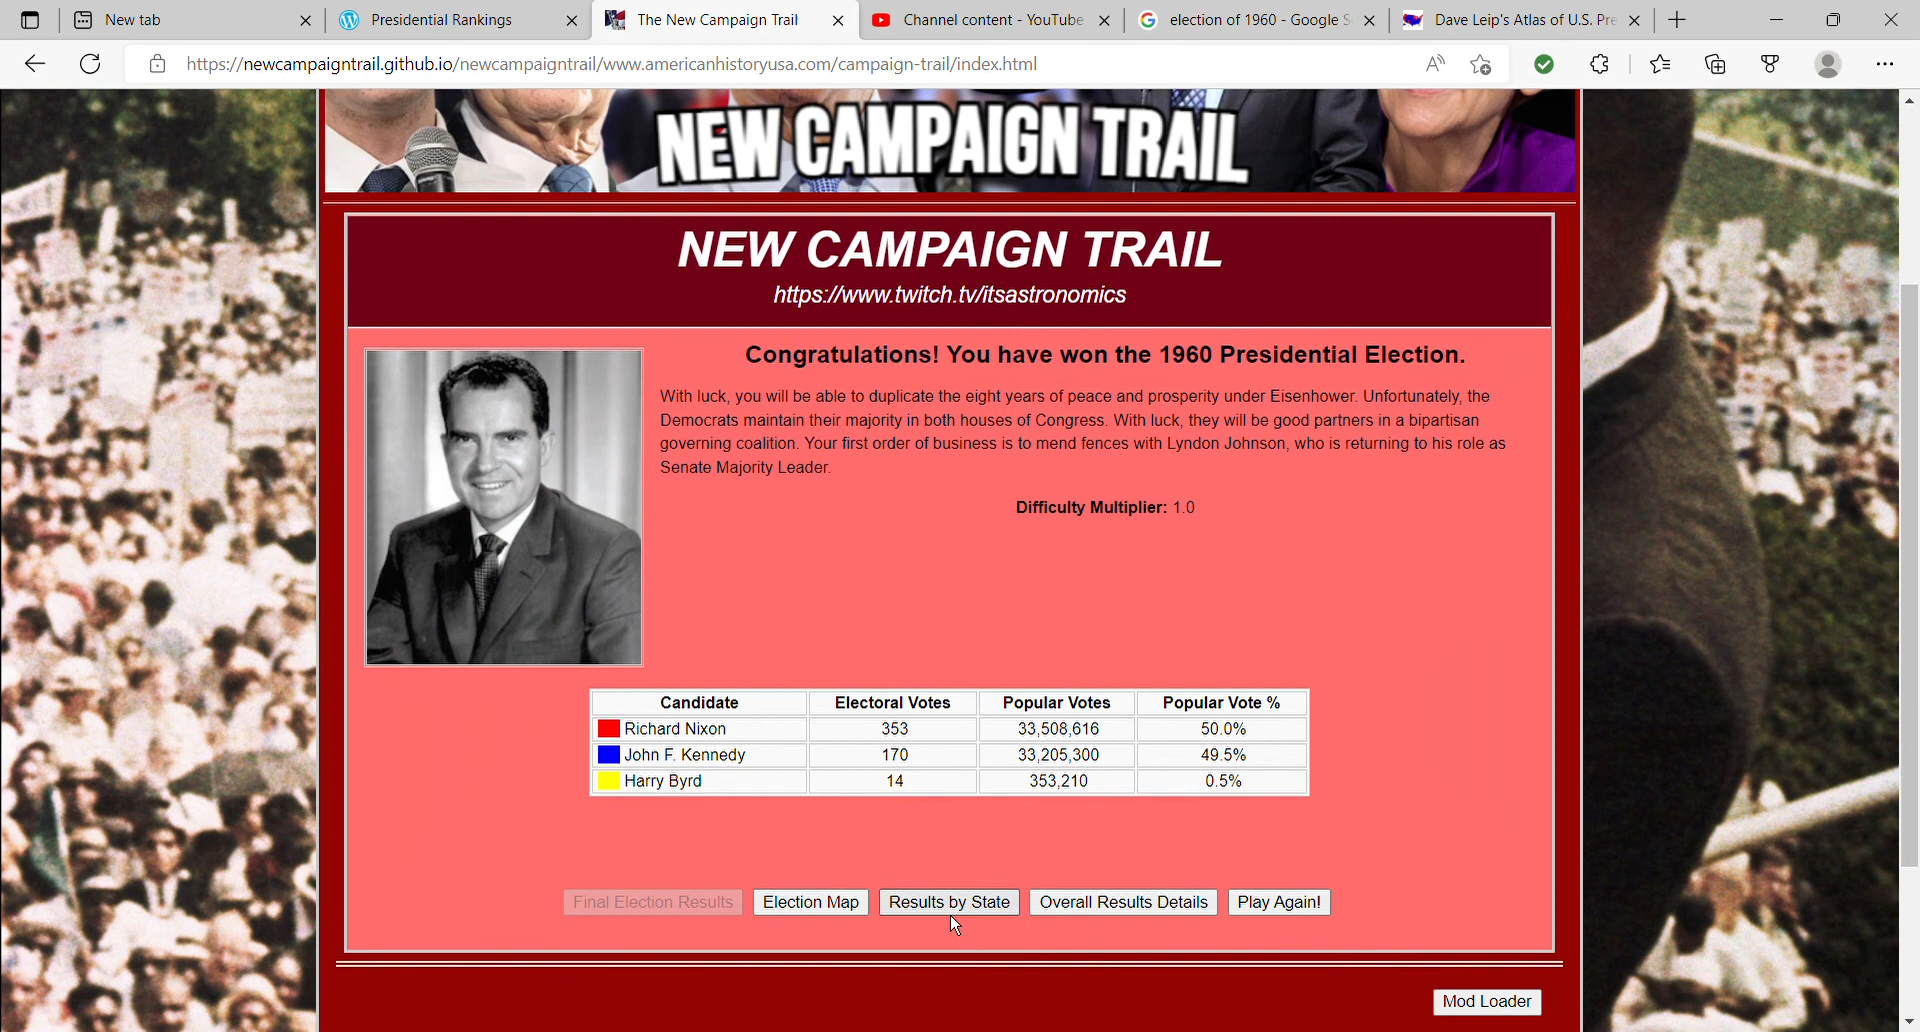 New tab
Presidential Rankings
The New Campaign Trail
Channel content - YouTube
election of 1960 - Google S
Dave Leip's Atlas of U.S. Pre
https://newcampaigntrail.github.io/newcampaigntrail/www.americanhistoryusa.com/campaign-trail/index.html
NEW CAMPAIGN TRAIL
NEW CAMPAIGN TRAIL
https://www.twitch.tv/itsastronomics
Congratulations! You have won the 1960 Presidential Election.
With luck, you will be able to duplicate the eight years of peace and prosperity under Eisenhower. Unfortunately, the
Democrats maintain their majority in both houses of Congress. With luck, they will be good partners in a bipartisan
governing coalition. Your first order of business is to mend fences with Lyndon Johnson, who is returning to his role as
Senate Majority Leader.
Difficulty Multiplier: 1.0
Candidate Electoral Votes Popular Votes Popular Vote %
Richard Nixon 353 33,508,616 50.0%
John F. Kennedy 170 33,205,300 49.5%
Harry Byrd 14 353,210 0.5%
Final Election Results Election Map Results by State Overall Results Details Play Again!
Mod Loader